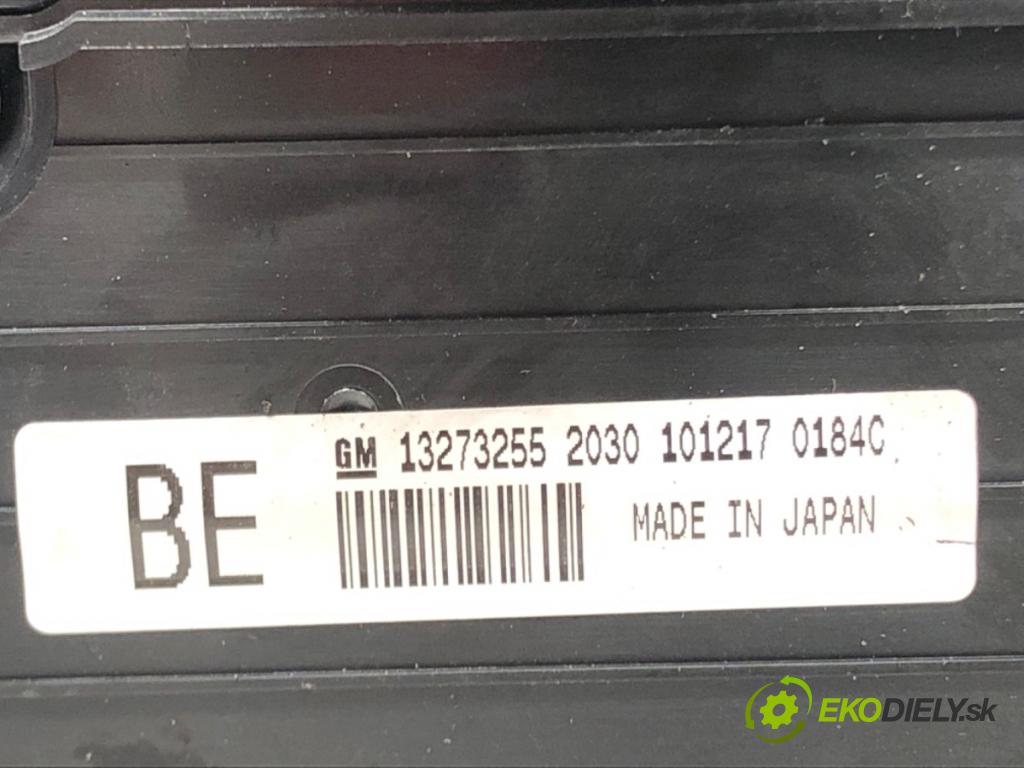 BE
GM 13273255 2030 101217 0184C
MADE IN JAPAN
EKODIELY.sk